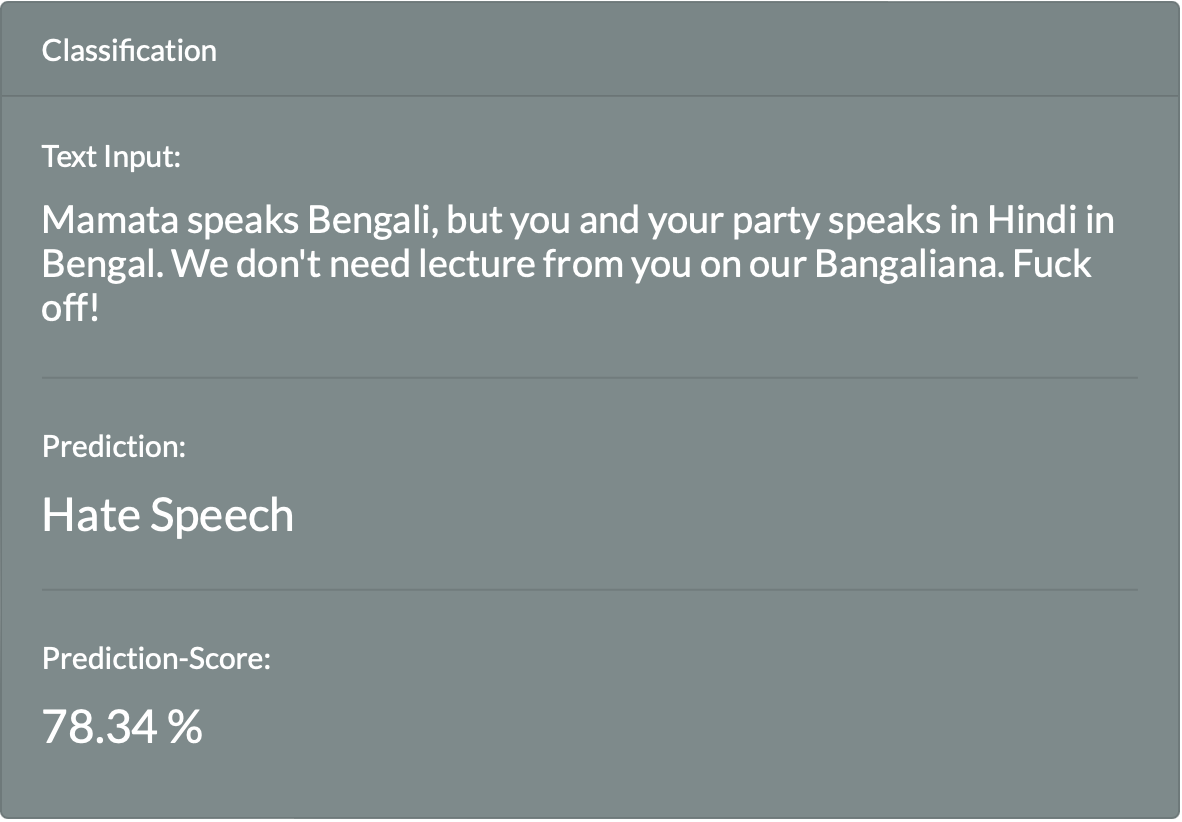 Classification
Text Input:
Mamata speaks Bengali, but you and your party speaks in Hindi in
Bengal. We don't need lecture from you on our Bangaliana. Fuck
off!
Prediction:
Hate Speech
Prediction-Score:
78.34 %